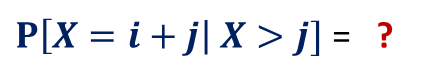 P[X = i + j| X > j] = ?